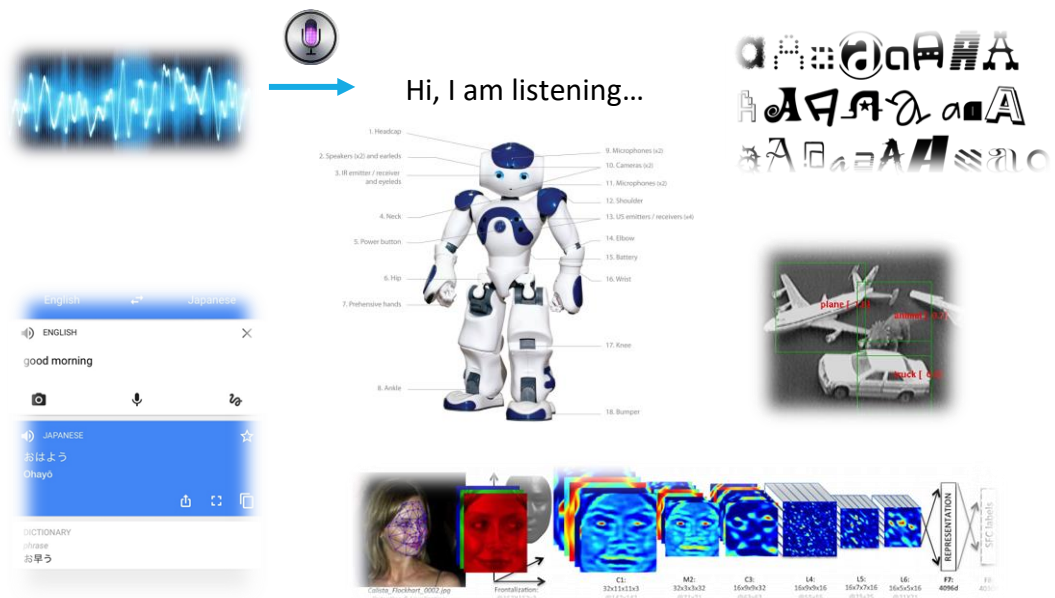 Hi, I am listening…
1. Headcap
2. Speakers (x2) and earleds
3. IR emitter / receiver
and eyeleds
4. Neck
5. Power button
6. Hip
7. Prehensive hands
8. Ankle
9. Microphones (x2)
10. Cameras (x2)
11. Microphones (x2)
12. Shoulder
13. US emitters / receivers (x4)
14. Elbow
15. Battery
16. Wrist
17. Knee
18. Bumper
English Japanese
ENGLISH
good morning
JAPANESE
おはよう
Ohayō
DICTIONARY
phrase
お早う
plane [
truck [
Calista_Flockhart_0002.jpg
Frontalization:
C1:
32x11x11x3
M2:
32x3x3x32
C3:
16x9x9x32
L4:
16x9x9x16
L5:
16x7x7x16
L6:
16x5x5x16
F7:
4096d
REPRESENTATION
SFC labels